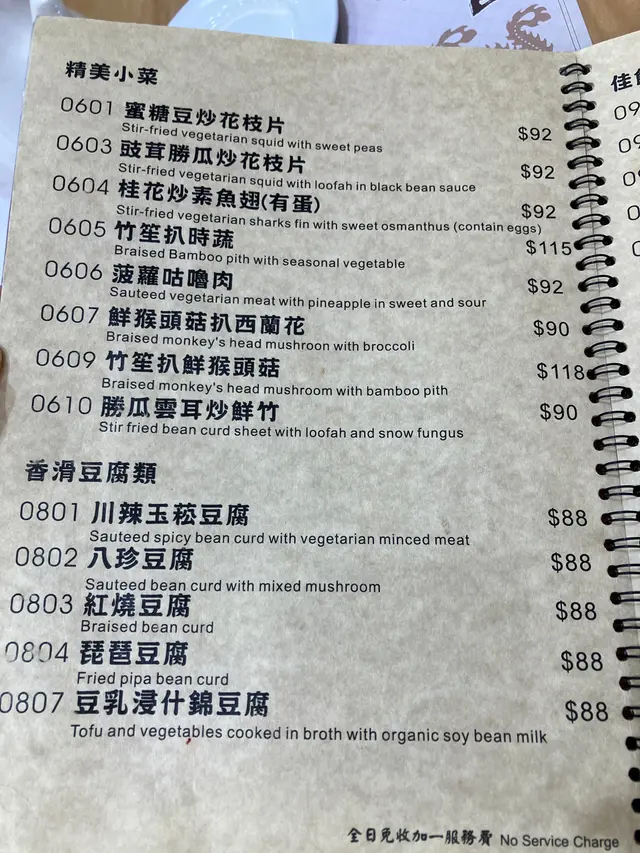 精美小菜
0601 蜜糖豆炒花枝片 $92
Stir-fried vegetarian squid with sweet peas
0603 豉茸勝瓜炒花枝片 $92
Stir-fried vegetarian squid with loofah in black bean sauce
0604 桂花炒素魚翅(有蛋) $92
Stir-fried vegetarian sharks fin with sweet osmanthus (contain eggs)
0605 竹笙扒時蔬 $115
Braised Bamboo pith with seasonal vegetable
0606 菠蘿咕嚕肉 $92
Sauteed vegetarian meat with pineapple in sweet and sour
0607 鮮猴頭菇扒西蘭花 $90
Braised monkey's head mushroon with broccoli
0609 竹笙扒鮮猴頭菇 $118
Braised monkey's head mushroom with bamboo pith
0610 勝瓜雲耳炒鮮竹 $90
Stir fried bean curd sheet with loofah and snow fungus
香滑豆腐類
0801 川辣玉崧豆腐 $88
Sauteed spicy bean curd with vegetarian minced meat
0802 八珍豆腐 $88
Sauteed bean curd with mixed mushroom
0803 紅燒豆腐 $88
Braised bean curd
0804 琵琶豆腐 $88
Fried pipa bean curd
0807 豆乳浸什錦豆腐 $88
Tofu and vegetables cooked in broth with organic soy bean milk
全日免收加一服務費 No Service Charge
佳